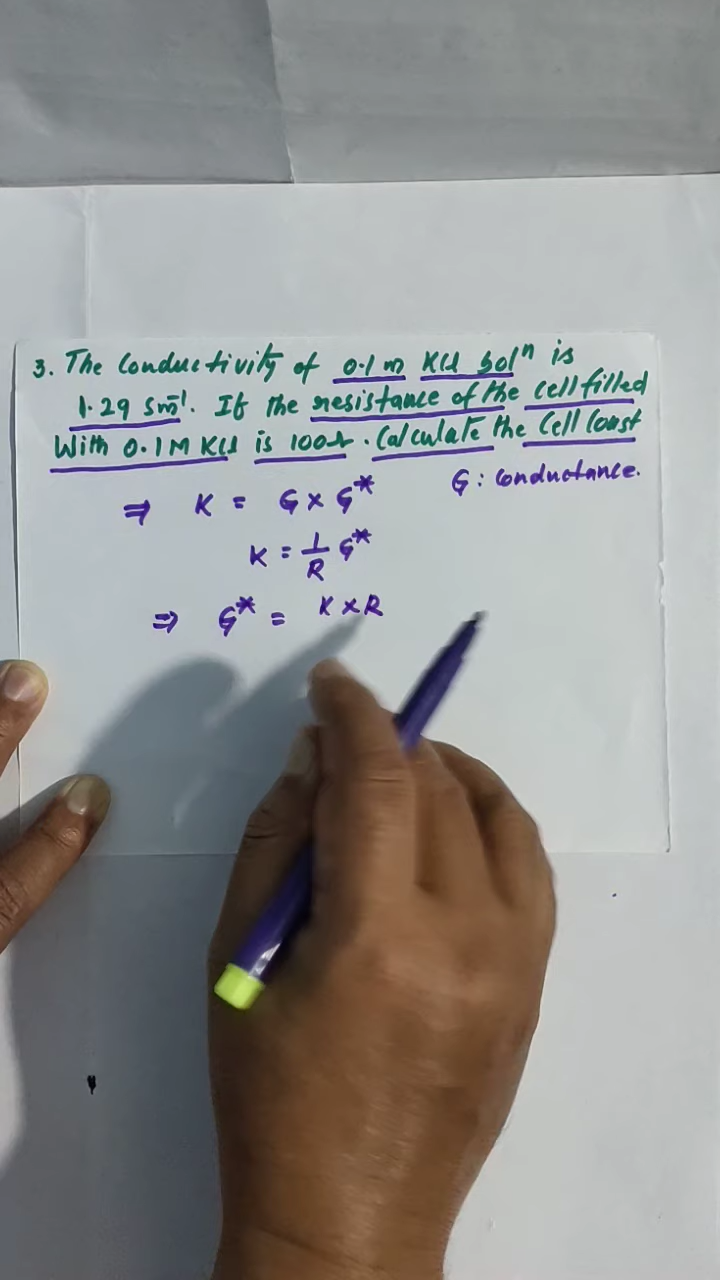 3. The Conductivity of 0.1 m KCl solⁿ is
1.29 Sm⁻¹. If the resistance of the cell filled
With 0.1 M KCl is 100Ω. Calculate the Cell Const
G : Conductance.
⇒ K = G × G*
K = 1/R G*
⇒ G* = K × R